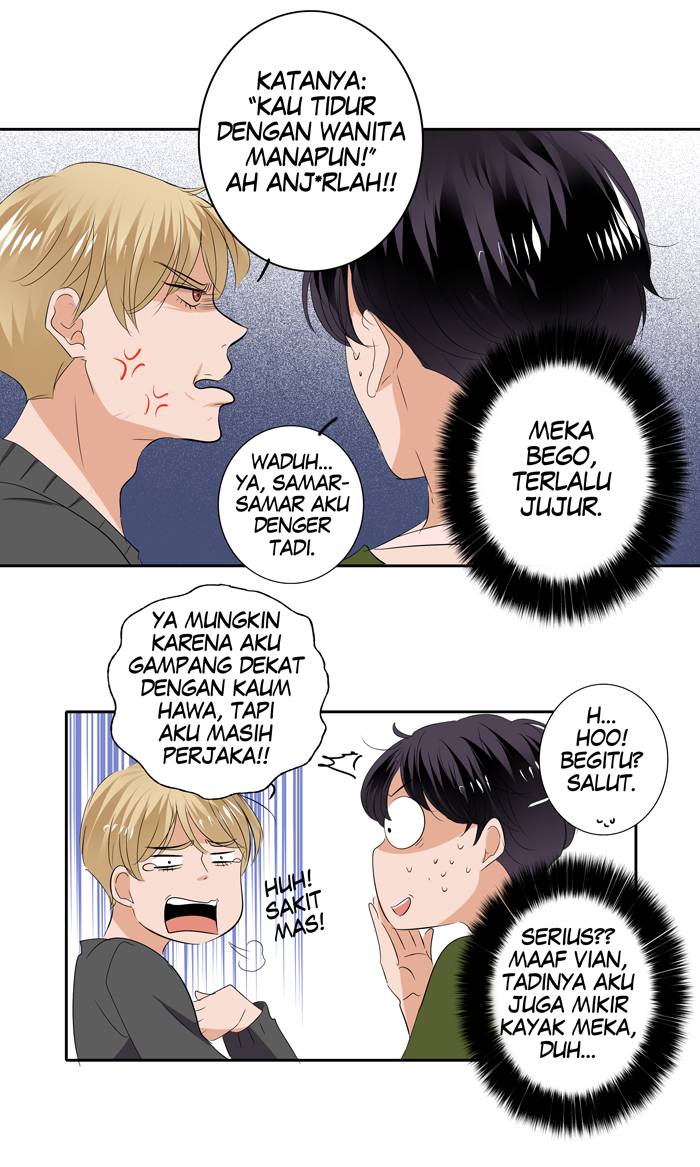 KATANYA:
"KAU TIDUR
DENGAN WANITA
MANAPUN!"
AH ANJ*RLAH!!
WADUH...
YA, SAMAR-
SAMAR AKU
DENGER
TADI.
MEKA
BEGO,
TERLALU
JUJUR.
YA MUNGKIN
KARENA AKU
GAMPANG DEKAT
DENGAN KAUM
HAWA, TAPI
AKU MASIH
PERJAKA!!
HUH!
SAKIT
MAS!
H...
HOO!
BEGITU?
SALUT.
SERIUS??
MAAF VIAN,
TADINYA AKU
JUGA MIKIR
KAYAK MEKA,
DUH...